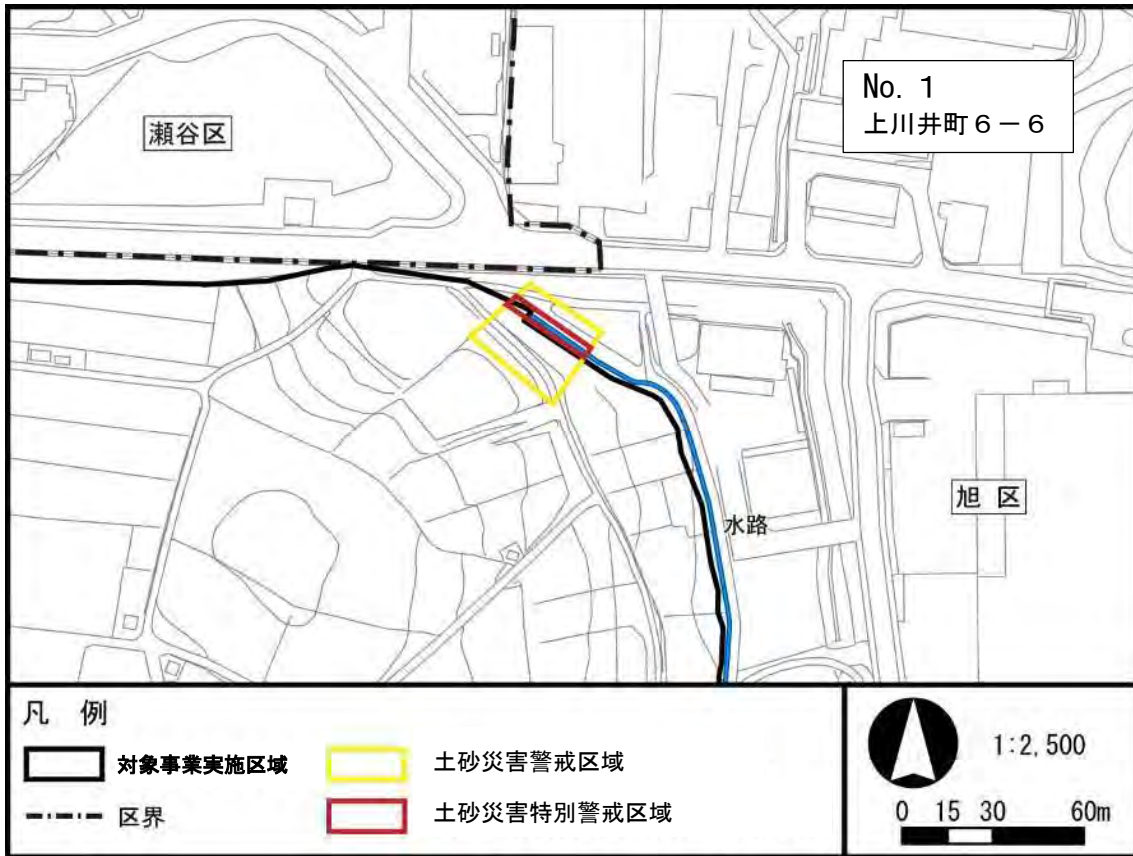 No. 1
上川井町6-6
瀬谷区
旭 区
水路
凡 例
対象事業実施区域
土砂災害警戒区域
区界
土砂災害特別警戒区域
1:2,500
0 15 30 60m